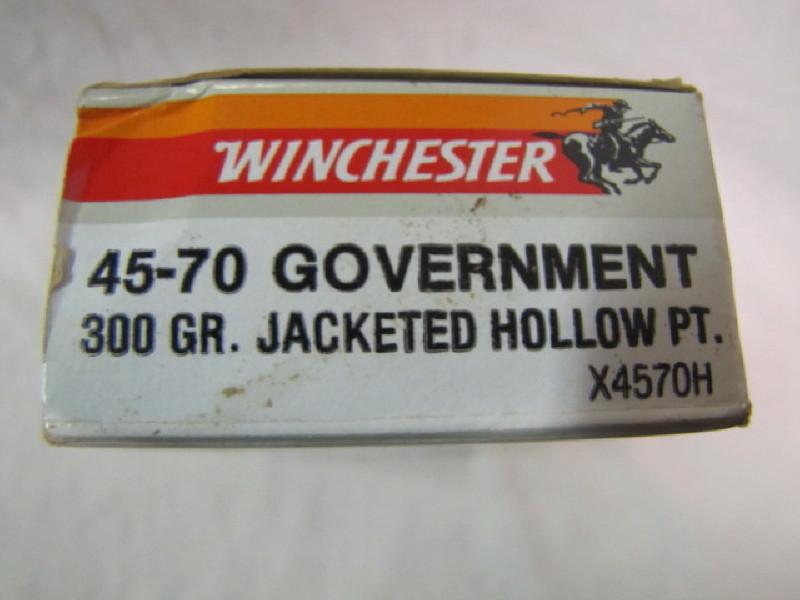 WINCHESTER
45-70 GOVERNMENT
300 GR. JACKETED HOLLOW PT.
X4570H